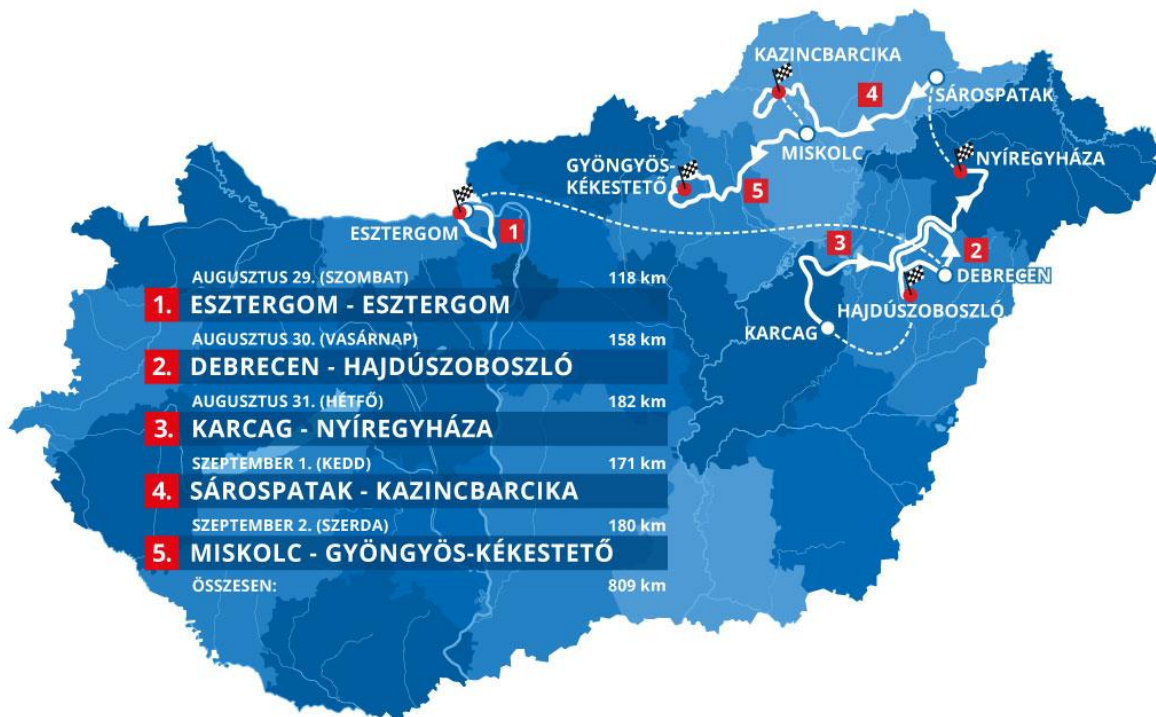 KAZINCBARCIKA
4
SÁROSPATAK
MISKOLC
NYÍREGYHÁZA
GYÖNGYÖS-
KÉKESTETŐ
5
ESZTERGOM
1
3
2
DEBRECEN
HAJDÚSZOBOSZLÓ
KARCAG
AUGUSZTUS 29. (SZOMBAT) 118 km
1. ESZTERGOM - ESZTERGOM
AUGUSZTUS 30. (VASÁRNAP) 158 km
2. DEBRECEN - HAJDÚSZOBOSZLÓ
AUGUSZTUS 31. (HÉTFŐ) 182 km
3. KARCAG - NYÍREGYHÁZA
SZEPTEMBER 1. (KEDD) 171 km
4. SÁROSPATAK - KAZINCBARCIKA
SZEPTEMBER 2. (SZERDA) 180 km
5. MISKOLC - GYÖNGYÖS-KÉKESTETŐ
ÖSSZESEN: 809 km